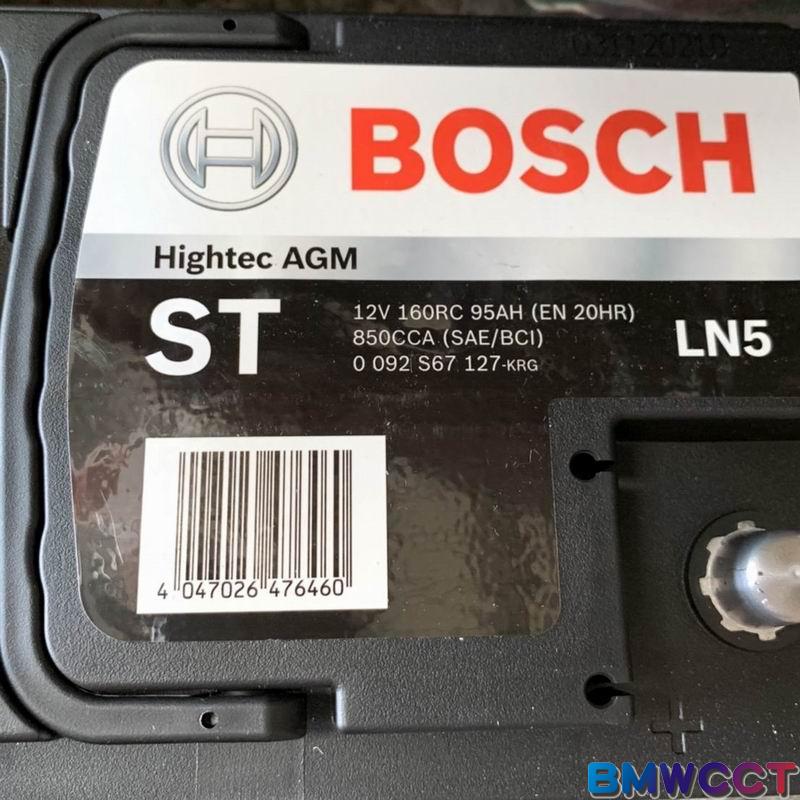 BOSCH
Hightec AGM
ST
12V 160RC 95AH (EN 20HR)
850CCA (SAE/BCI)
0 092 S67 127-KRG
LN5
4 047026 476460
+
BMWCCT